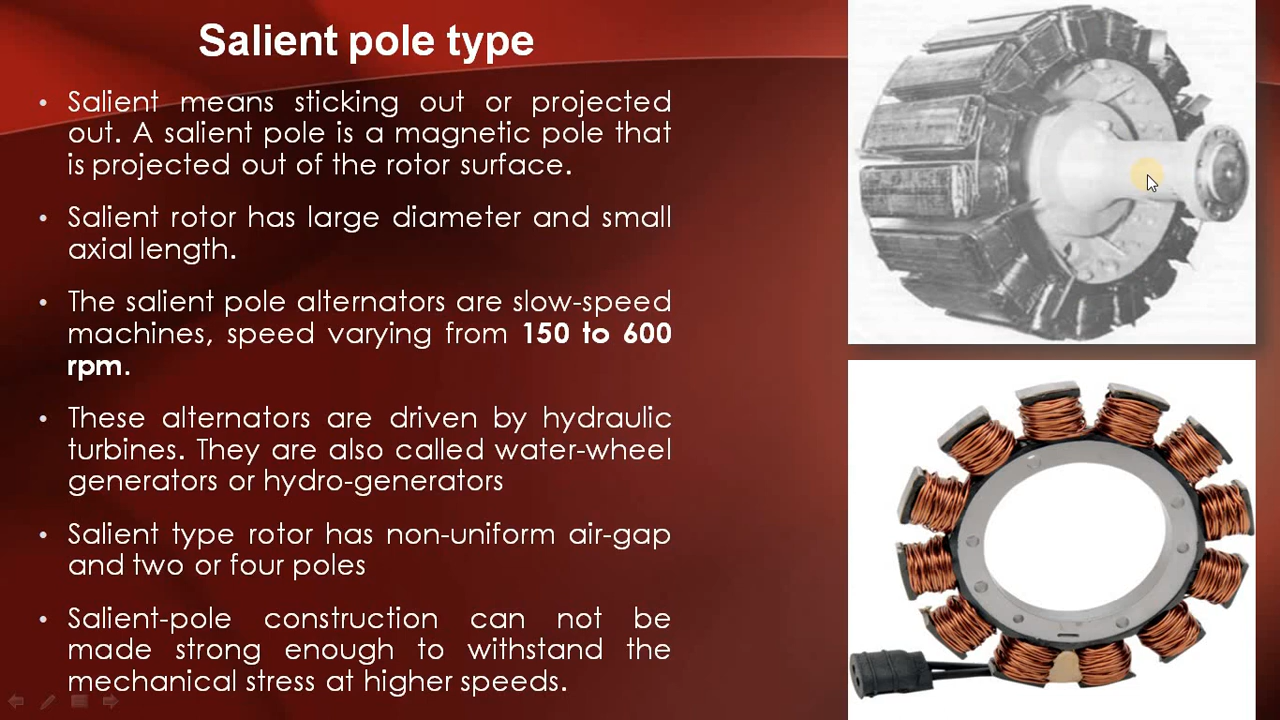 Salient pole type
• Salient means sticking out or projected
out. A salient pole is a magnetic pole that
is projected out of the rotor surface.
• Salient rotor has large diameter and small
axial length.
• The salient pole alternators are slow-speed
machines, speed varying from 150 to 600
rpm.
• These alternators are driven by hydraulic
turbines. They are also called water-wheel
generators or hydro-generators
• Salient type rotor has non-uniform air-gap
and two or four poles
• Salient-pole construction can not be
made strong enough to withstand the
mechanical stress at higher speeds.